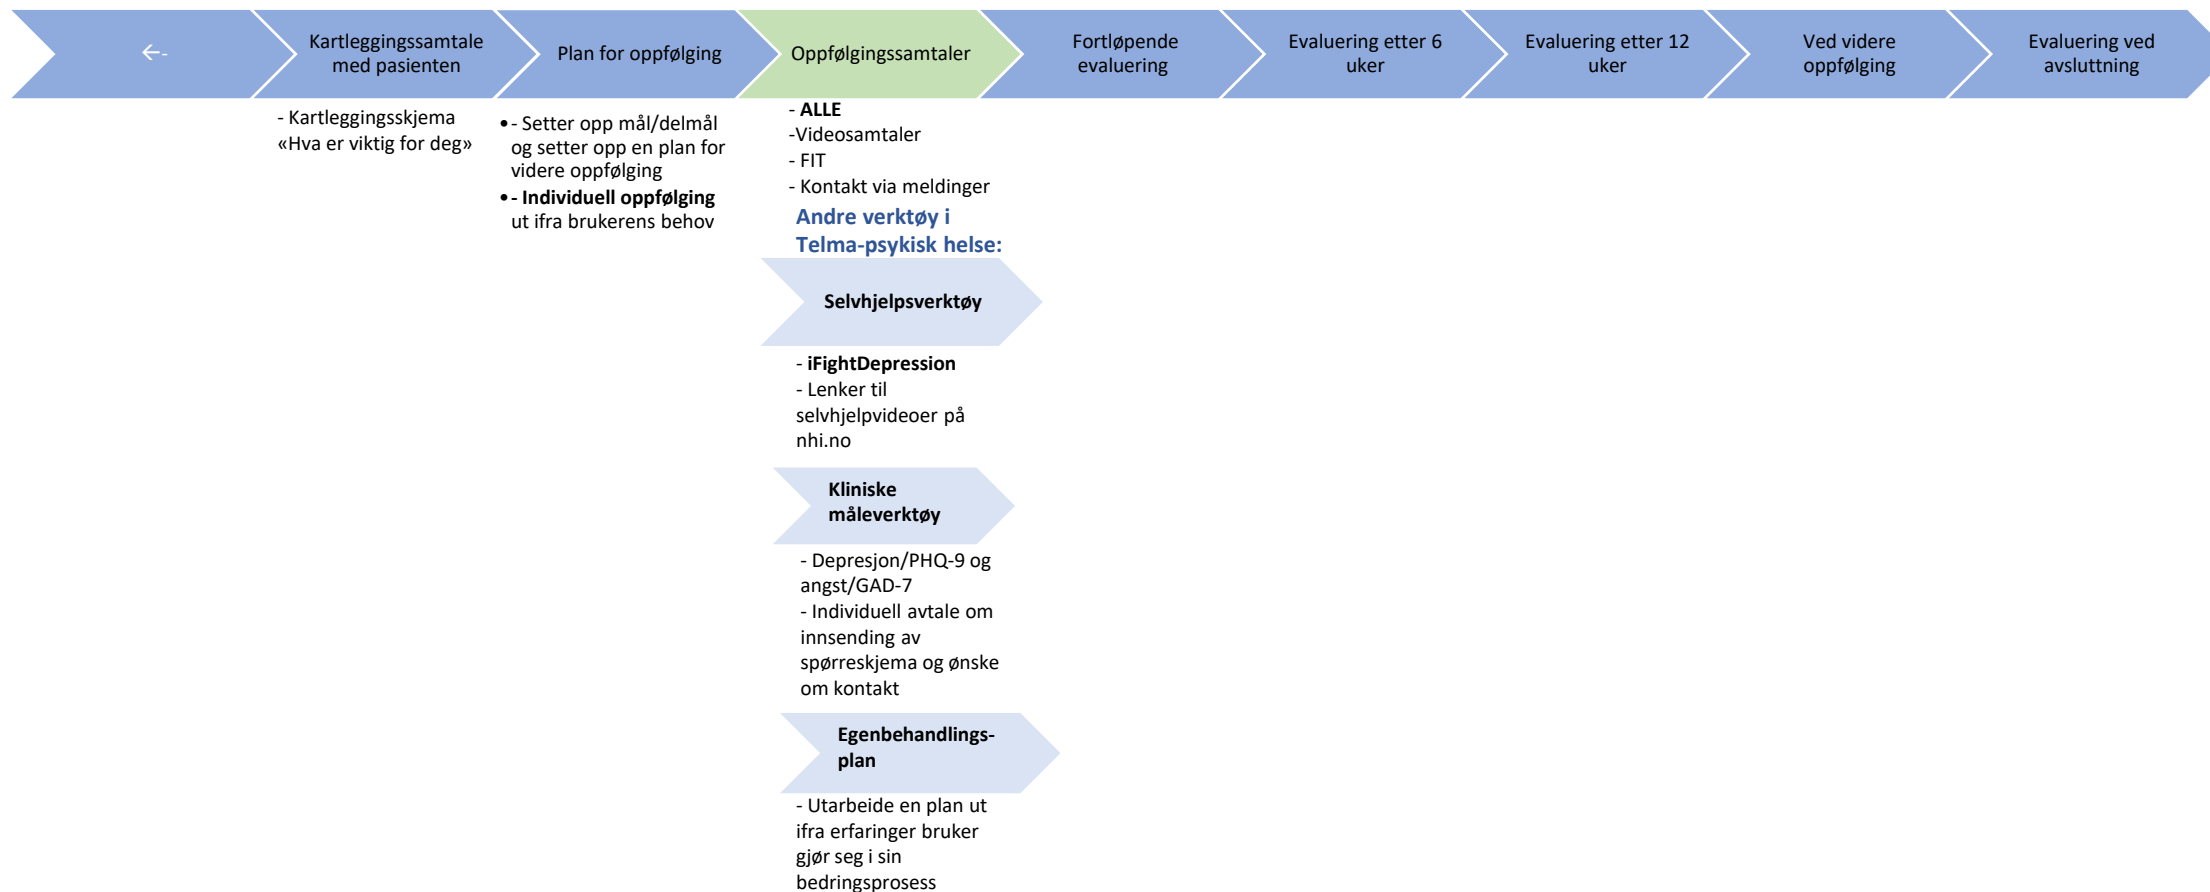 ←-
Kartleggingssamtale
med pasienten
Plan for oppfølging
Oppfølgingssamtaler
Fortløpende
evaluering
Evaluering etter 6
uker
Evaluering etter 12
uker
Ved videre
oppfølging
Evaluering ved
avsluttning
- Kartleggingsskjema
«Hva er viktig for deg»
•- Setter opp mål/delmål
og setter opp en plan for
videre oppfølging
•- Individuell oppfølging
ut ifra brukerens behov
- ALLE
-Videosamtaler
- FIT
- Kontakt via meldinger
Andre verktøy i
Telma-psykisk helse:
Selvhjelpsverktøy
- iFightDepression
- Lenker til
selvhjelpvideoer på
nhi.no
Kliniske
måleverktøy
- Depresjon/PHQ-9 og
angst/GAD-7
- Individuell avtale om
innsending av
spørreskjema og ønske
om kontakt
Egenbehandlings-
plan
- Utarbeide en plan ut
ifra erfaringer bruker
gjør seg i sin
bedringsprosess